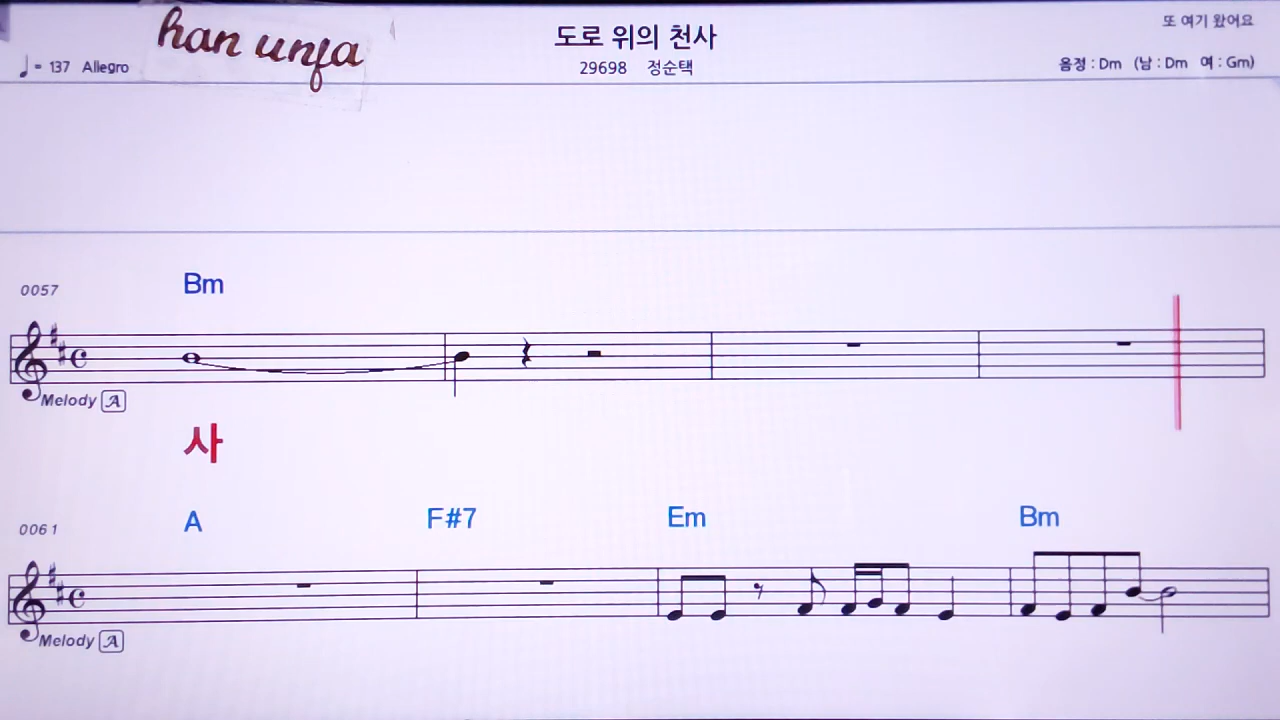 han unja
도로 위의 천사
또 여기 왔어요
♩= 137 Allegro
29698 정순택
음정 : Dm (남 : Dm 여 : Gm)
0057
Bm
Melody A
사
0061
A F#7 Em Bm
Melody A